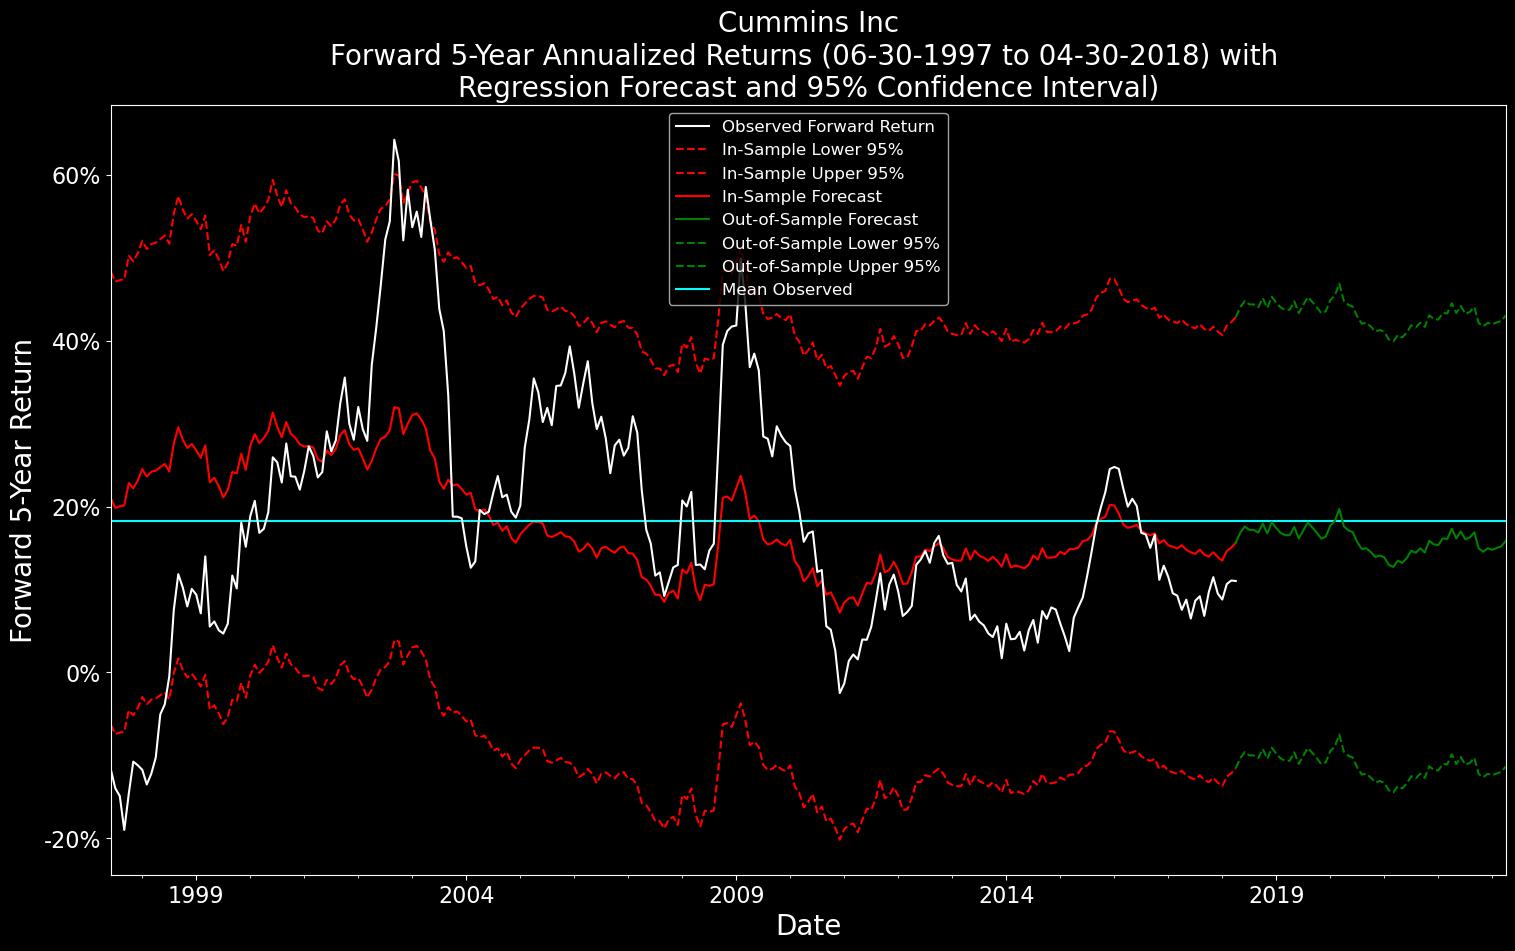 Cummins Inc
Forward 5-Year Annualized Returns (06-30-1997 to 04-30-2018) with
Regression Forecast and 95% Confidence Interval)
Observed Forward Return
In-Sample Lower 95%
In-Sample Upper 95%
In-Sample Forecast
Out-of-Sample Forecast
Out-of-Sample Lower 95%
Out-of-Sample Upper 95%
Mean Observed
Forward 5-Year Return
60%
40%
20%
0%
-20%
1999
2004
2009
2014
2019
Date